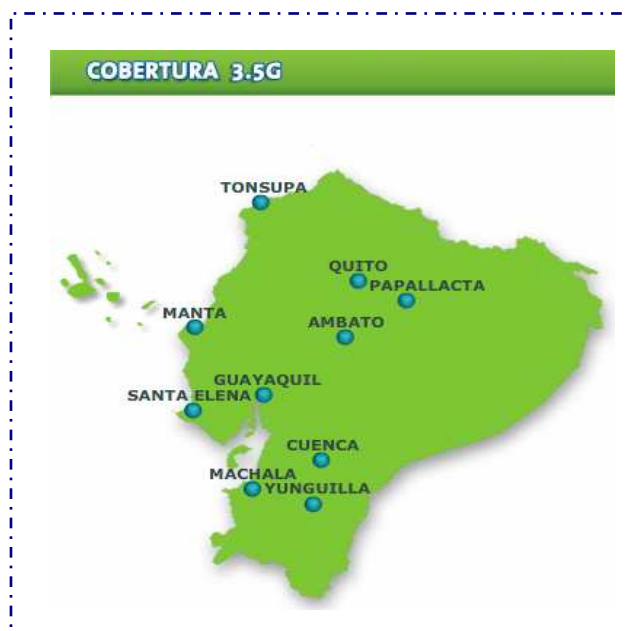 COBERTURA 3.5G
TONSUPA
QUITO
PAPALLACTA
MANTA
AMBATO
GUAYAQUIL
SANTA ELENA
CUENCA
MACHALA
YUNGUILLA